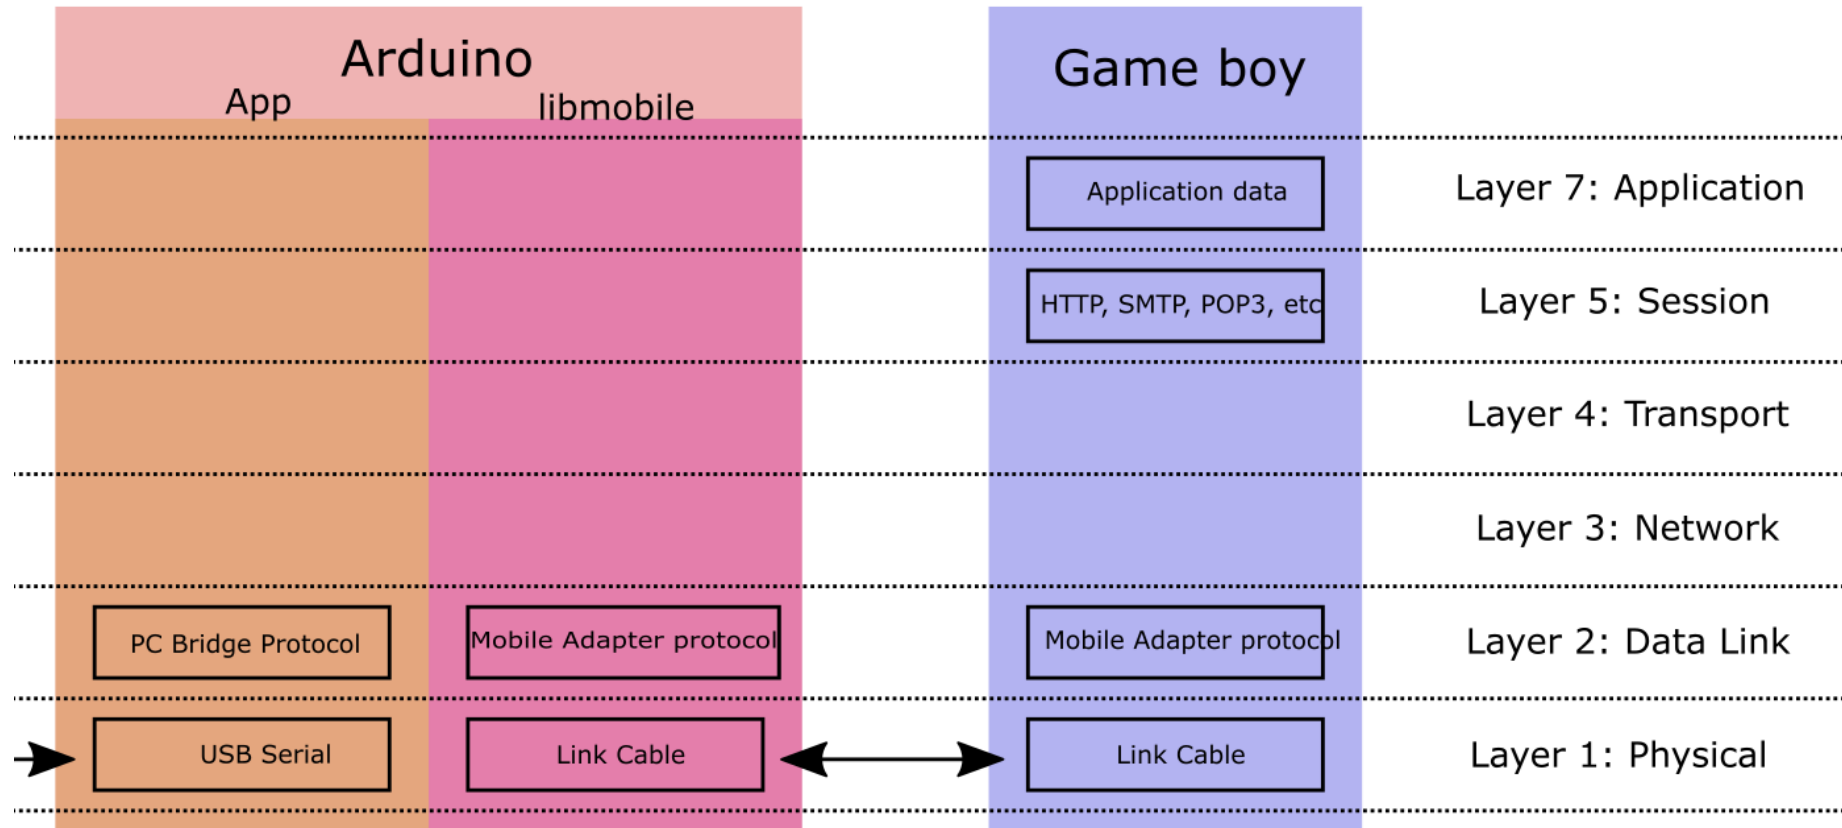 Arduino
Game boy
App
libmobile
Application data
Layer 7: Application
HTTP, SMTP, POP3, etc
Layer 5: Session
Layer 4: Transport
Layer 3: Network
PC Bridge Protocol
Mobile Adapter protocol
Mobile Adapter protocol
Layer 2: Data Link
USB Serial
Link Cable
Link Cable
Layer 1: Physical